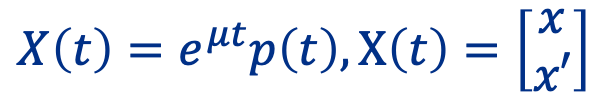 X(t) = e^{μt}p(t), X(t) = [x x′]